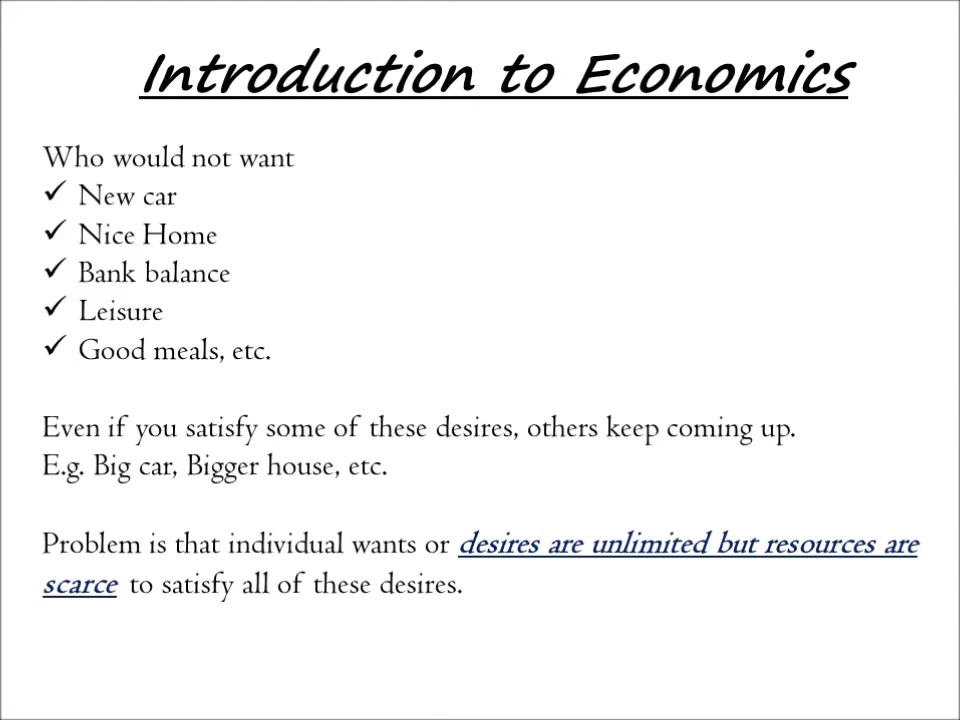 Introduction to Economics
Who would not want
✓ New car
✓ Nice Home
✓ Bank balance
✓ Leisure
✓ Good meals, etc.
Even if you satisfy some of these desires, others keep coming up.
E.g. Big car, Bigger house, etc.
Problem is that individual wants or desires are unlimited but resources are
scarce to satisfy all of these desires.